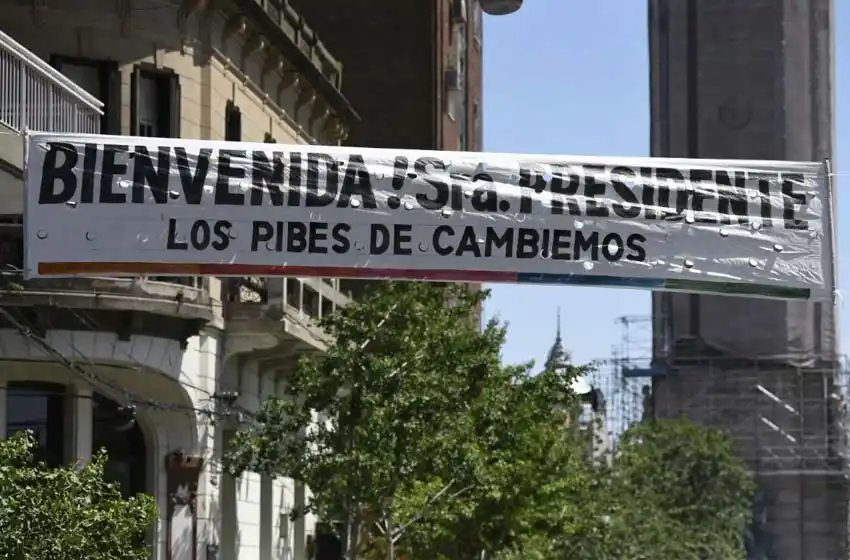 BIENVENIDA! Sra. PRESIDENTE
LOS PIBES DE CAMBIEMOS